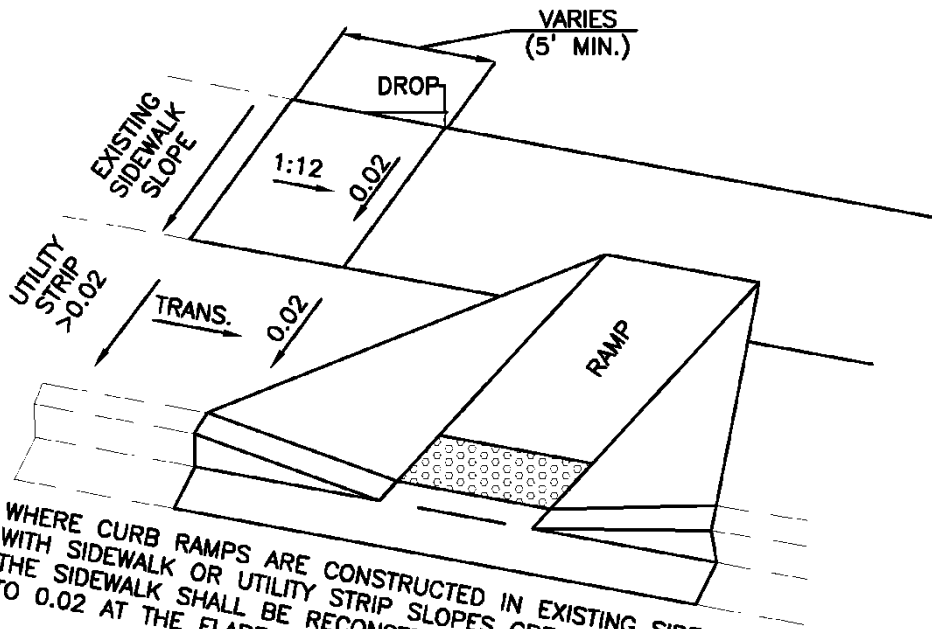 VARIES
(5' MIN.)
DROP
EXISTING
SIDEWALK
SLOPE
1:12
0.02
UTILITY
STRIP
>0.02
TRANS.
0.02
RAMP
WHERE CURB RAMPS ARE CONSTRUCTED IN EXISTING
WITH SIDEWALK OR UTILITY STRIP SLOPES
THE SIDEWALK SHALL BE
TO 0.02 AT THE